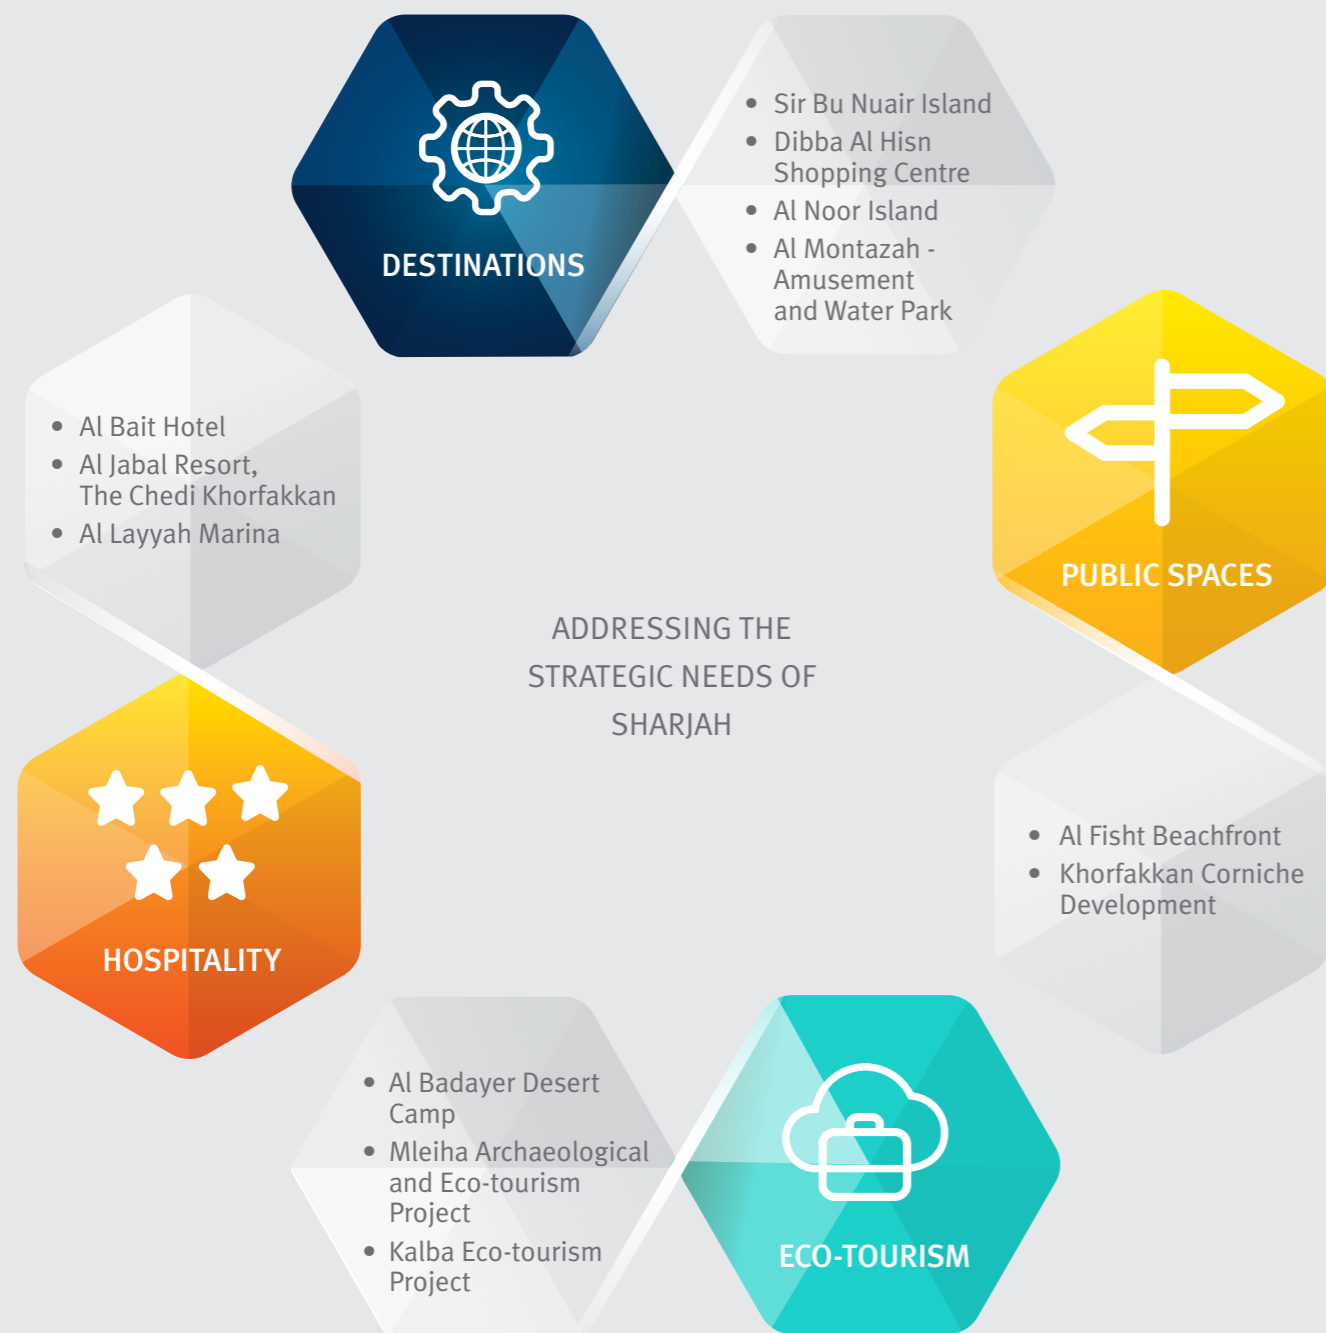 DESTINATIONS
• Sir Bu Nuair Island
• Dibba Al Hisn
Shopping Centre
• Al Noor Island
• Al Montazah -
Amusement
and Water Park
PUBLIC SPACES
• Al Fisht Beachfront
• Khorfakkan Corniche
Development
ADDRESSING THE
STRATEGIC NEEDS OF
SHARJAH
• Al Bait Hotel
• Al Jabal Resort,
The Chedi Khorfakkan
• Al Layyah Marina
HOSPITALITY
• Al Badayer Desert
Camp
• Mleiha Archaeological
and Eco-tourism
Project
• Kalba Eco-tourism
Project
ECO-TOURISM